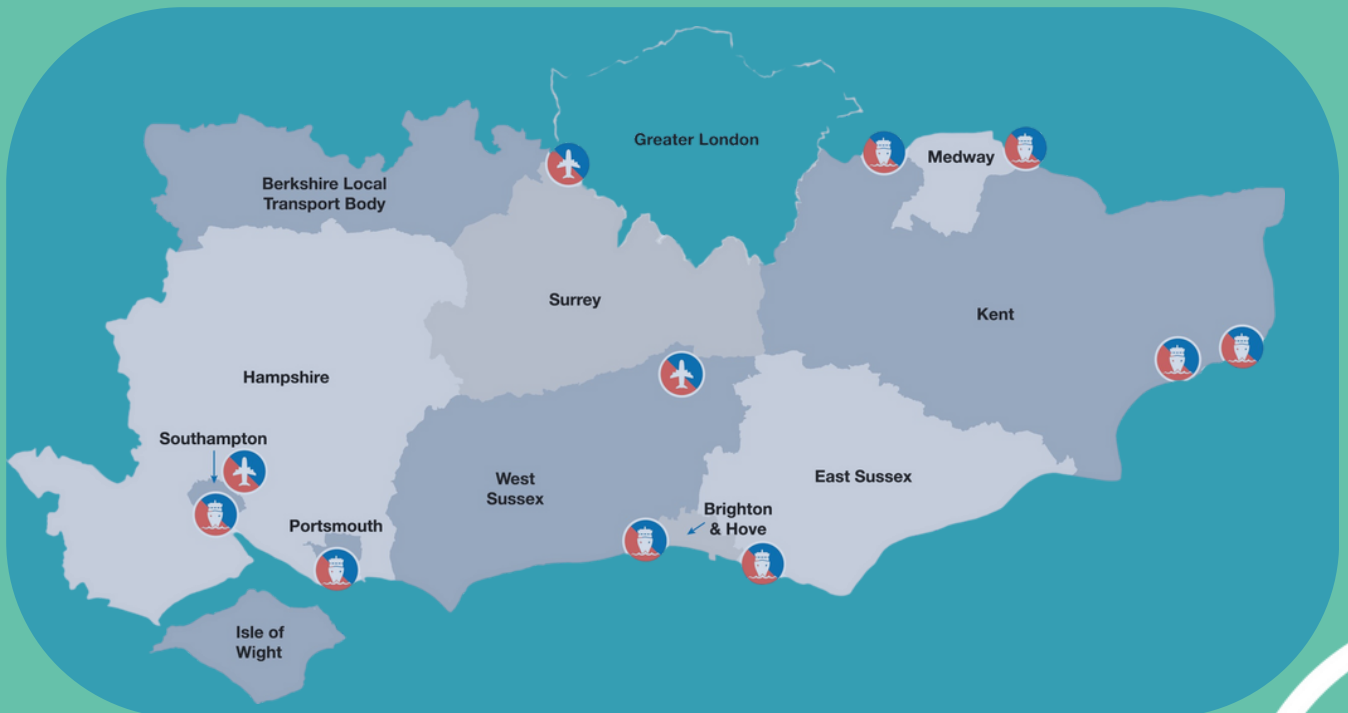 Greater London
Medway
Berkshire Local
Transport Body
Surrey
Kent
Hampshire
Southampton
West
Sussex
East Sussex
Portsmouth
Brighton
& Hove
Isle of
Wight